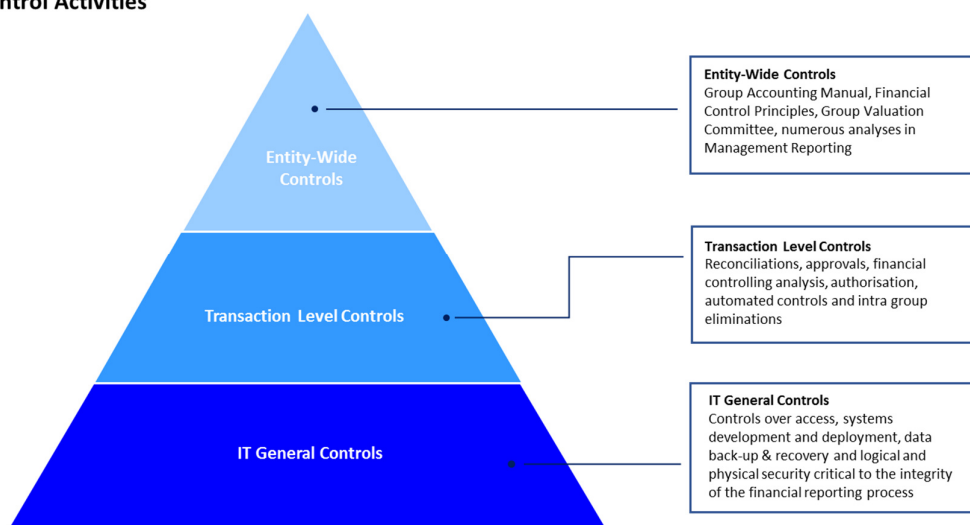 Control Activities
Entity-Wide
Controls
Transaction Level Controls
IT General Controls
Entity-Wide Controls
Group Accounting Manual, Financial
Control Principles, Group Valuation
Committee, numerous analyses in
Management Reporting
Transaction Level Controls
Reconciliations, approvals, financial
controlling analysis, authorisation,
automated controls and intra group
eliminations
IT General Controls
Controls over access, systems
development and deployment, data
back-up & recovery and logical and
physical security critical to the integrity
of the financial reporting process